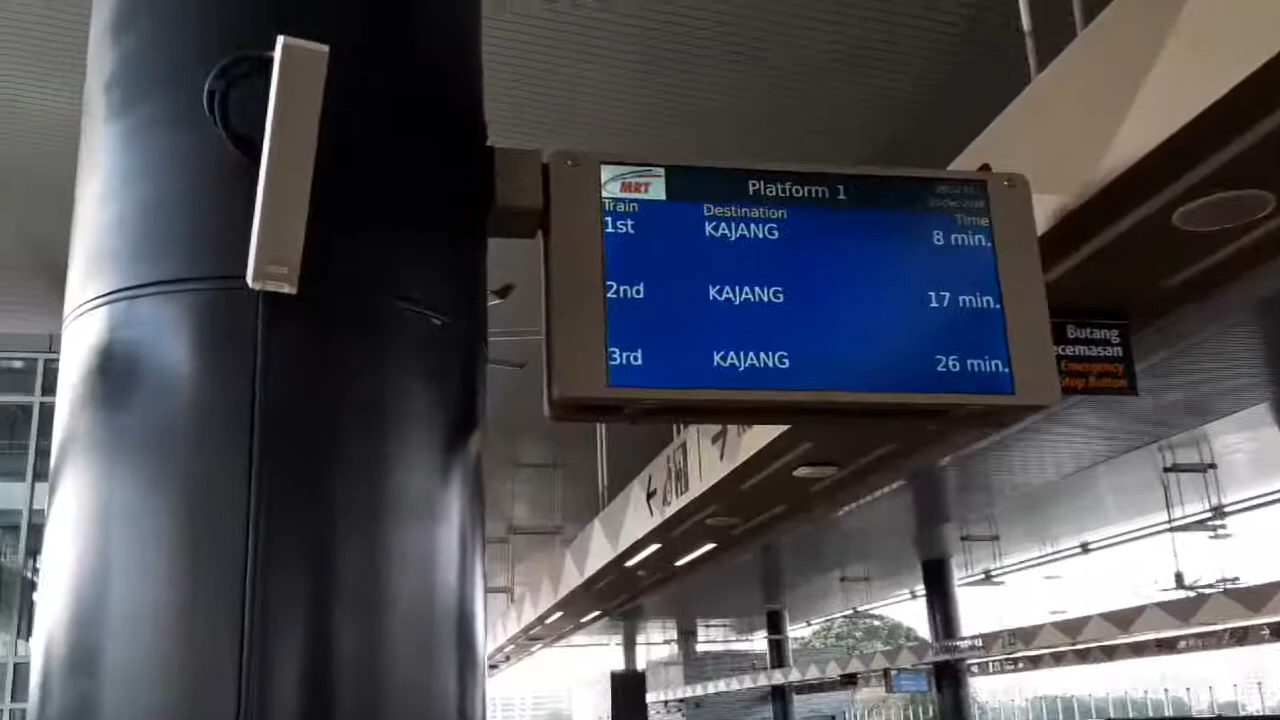 MRT
Platform 1
Train Destination Time
1st KAJANG 8 min.
2nd KAJANG 17 min.
3rd KAJANG 26 min.
Butang
ecemasan
Emergency
Stop Button